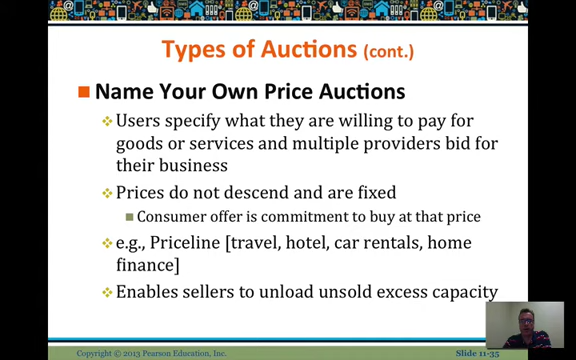 Types of Auctions (cont.)
Name Your Own Price Auctions
Users specify what they are willing to pay for
goods or services and multiple providers bid for
their business
Prices do not descend and are fixed
Consumer offer is commitment to buy at that price
e.g., Priceline [travel, hotel, car rentals, home
finance]
Enables sellers to unload unsold excess capacity
Copyright © 2013 Pearson Education, Inc.
Slide 11-35